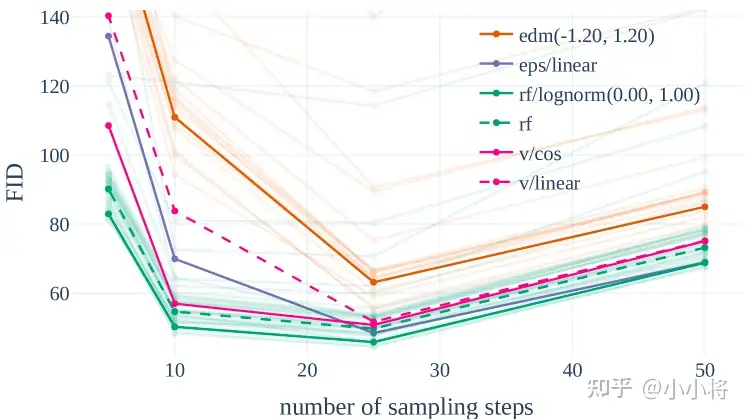 140
120
100
80
60
FID
edm(-1.20, 1.20)
eps/linear
rf/lognorm(0.00, 1.00)
rf
v/cos
v/linear
10
20
30
40
50
number of sampling steps
知乎 @小小将